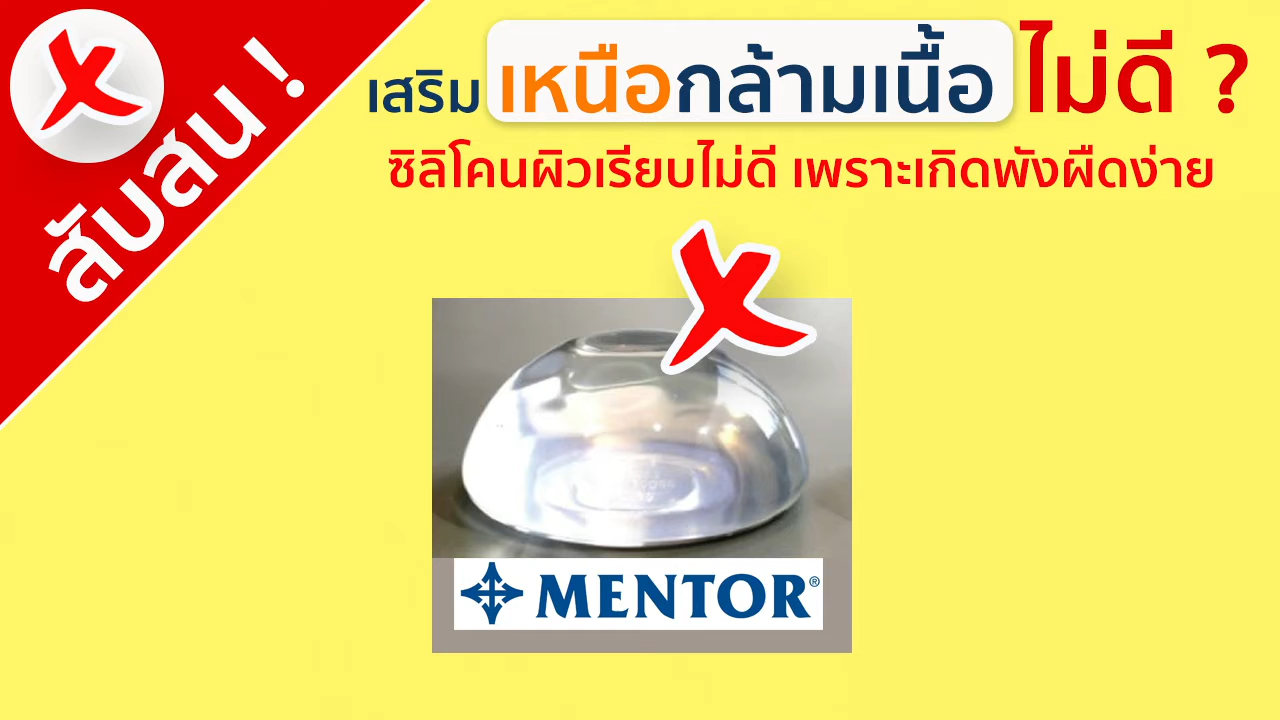 สับสน !
เสริมเหนือกล้ามเนื้อ ไม่ดี ?
ซิลิโคนผิวเรียบไม่ดี เพราะเกิดพังผืดง่าย
MENTOR®